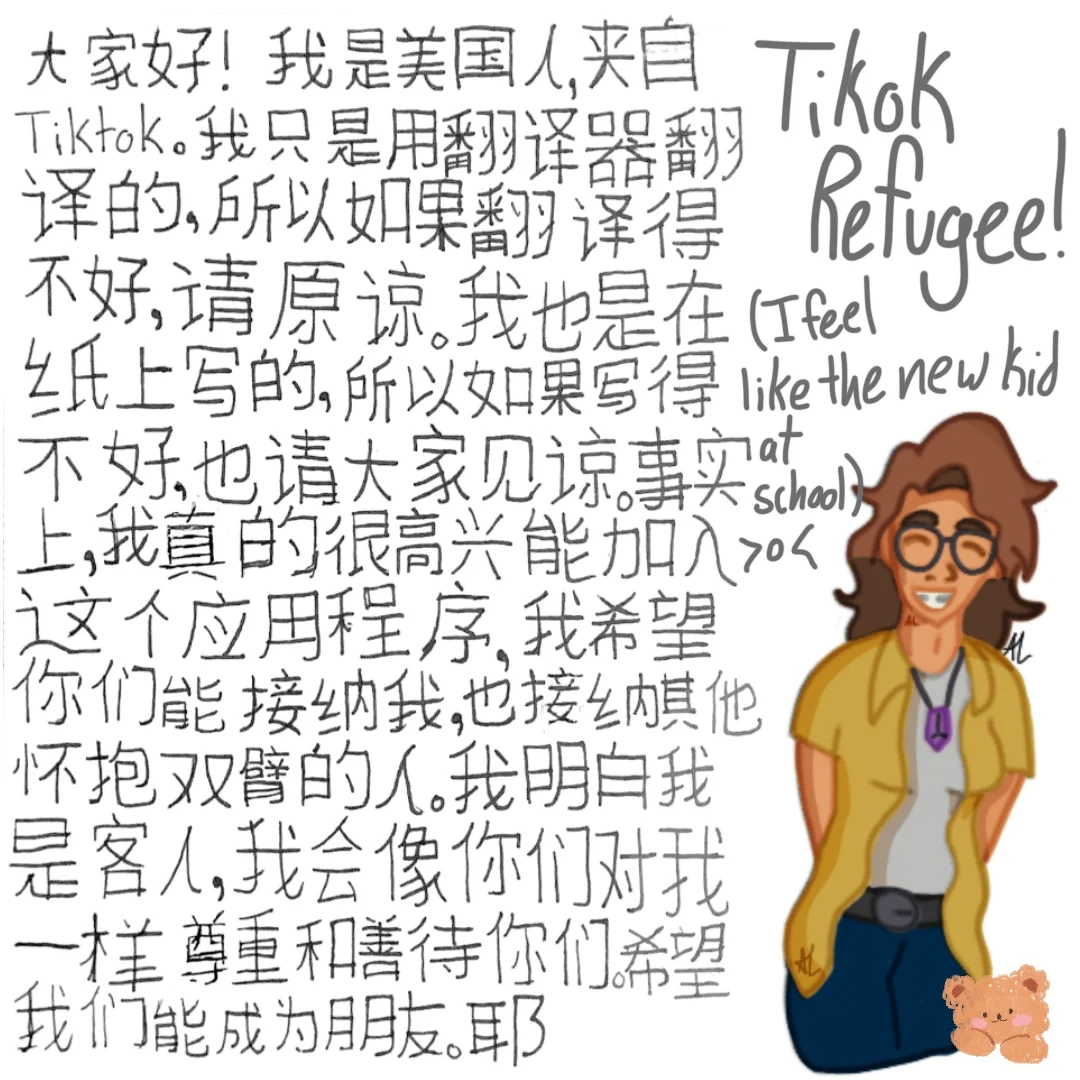 大家好！我是美国人,来自
Tiktok。我只是用翻译器翻
译的,所以如果翻译得
不好,请原谅。我也是在
纸上写的,所以如果写得
不好,也请大家见谅。事实
上,我真的很高兴能加入
这个应用程序,我希望
你们能接纳我,也接纳其他
怀抱双臂的人。我明白我
是客人,我会像你们对我
一样尊重和善待你们。希望
我们能成为朋友。耶
Tikok
Refugee!
(I feel
like the new kid
at
school)
>o<
AL
AL
AL